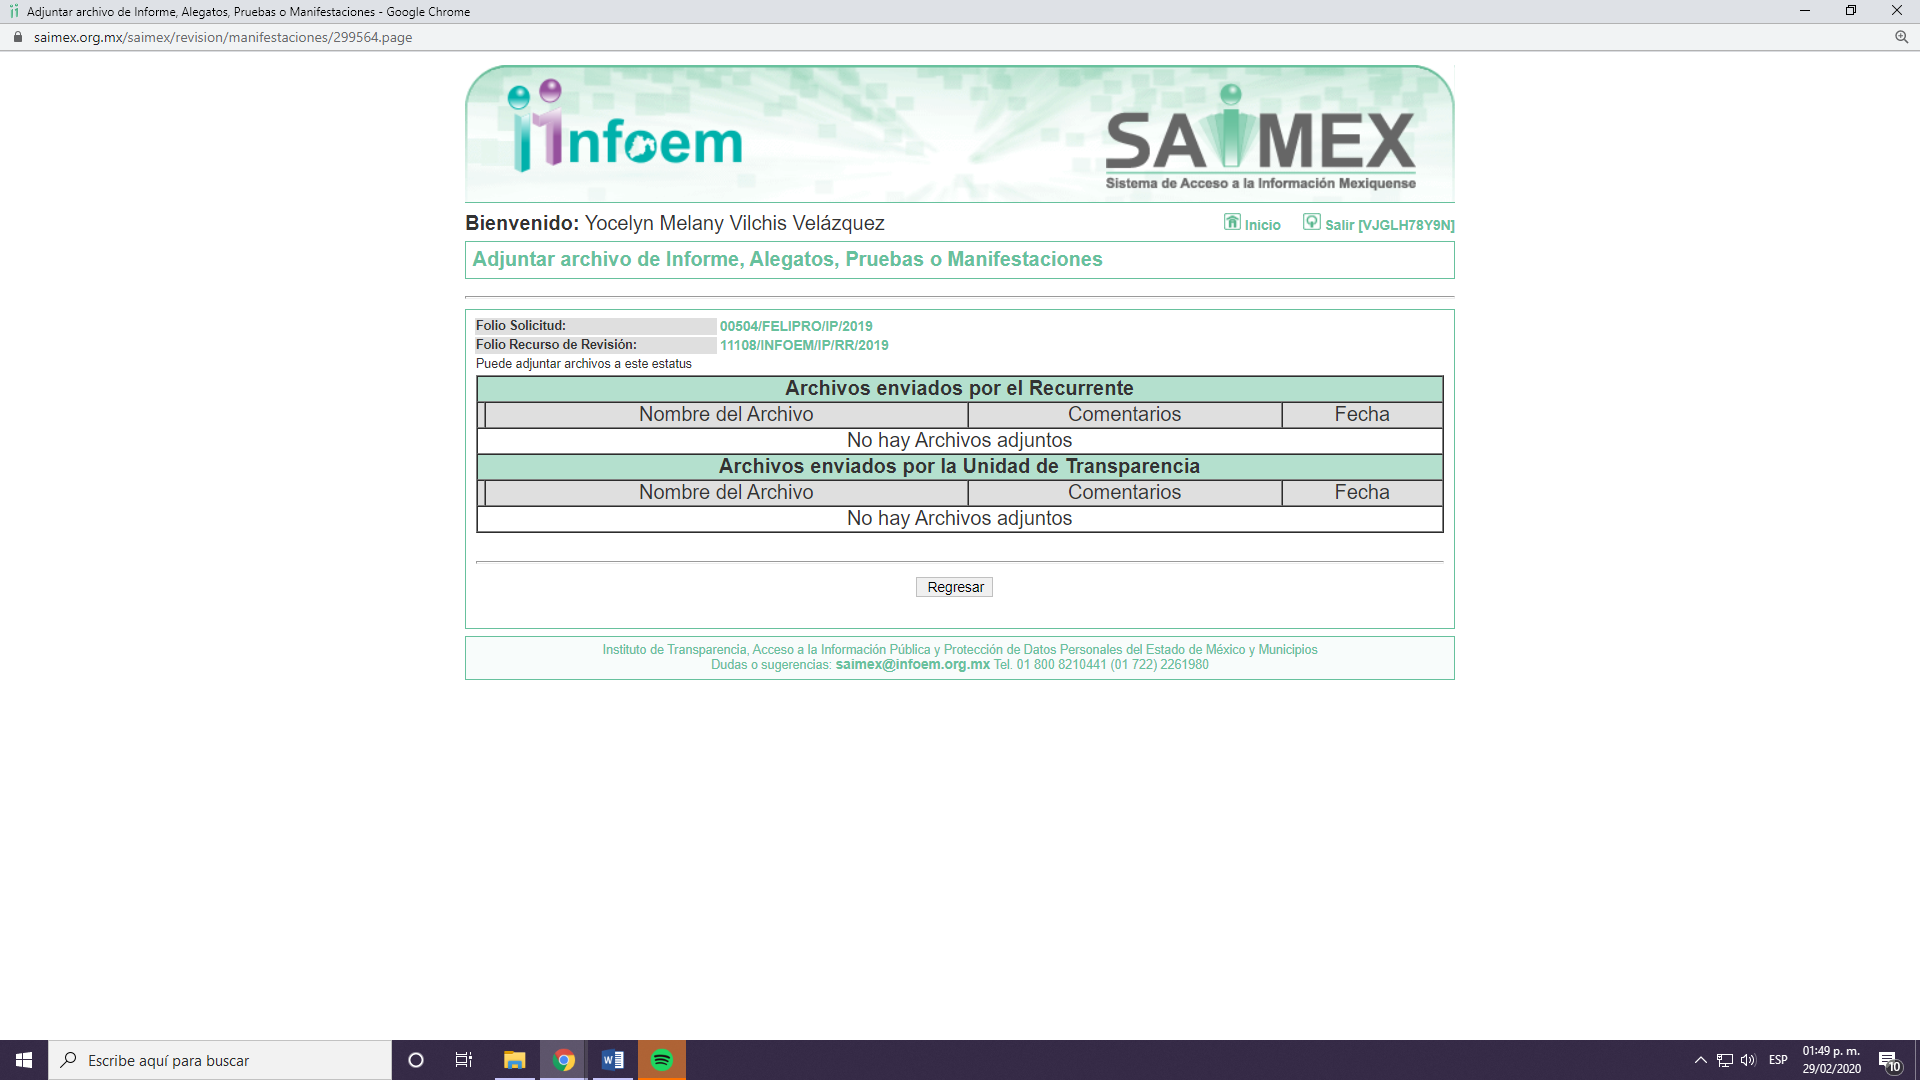 Adjuntar archivo de Informe, Alegatos, Pruebas o Manifestaciones - Google Chrome
saimex.org.mx/saimex/revision/manifestaciones/299564.page
infoem
SAIMEX
Sistema de Acceso a la Información Mexiquense
Bienvenido: Yocelyn Melany Vilchis Velázquez
Inicio
Salir [VJGLH78Y9N]
Adjuntar archivo de Informe, Alegatos, Pruebas o Manifestaciones
Folio Solicitud: 00504/FELIPRO/IP/2019
Folio Recurso de Revisión: 11108/INFOEM/IP/RR/2019
Puede adjuntar archivos a este estatus
Archivos enviados por el Recurrente
Nombre del Archivo Comentarios Fecha
No hay Archivos adjuntos
Archivos enviados por la Unidad de Transparencia
Nombre del Archivo Comentarios Fecha
No hay Archivos adjuntos
Regresar
Instituto de Transparencia, Acceso a la Información Pública y Protección de Datos Personales del Estado de México y Municipios
Dudas o sugerencias: saimex@infoem.org.mx Tel. 01 800 8210441 (01 722) 2261980
Escribe aquí para buscar
ESP
01:49 p. m.
29/02/2020
10